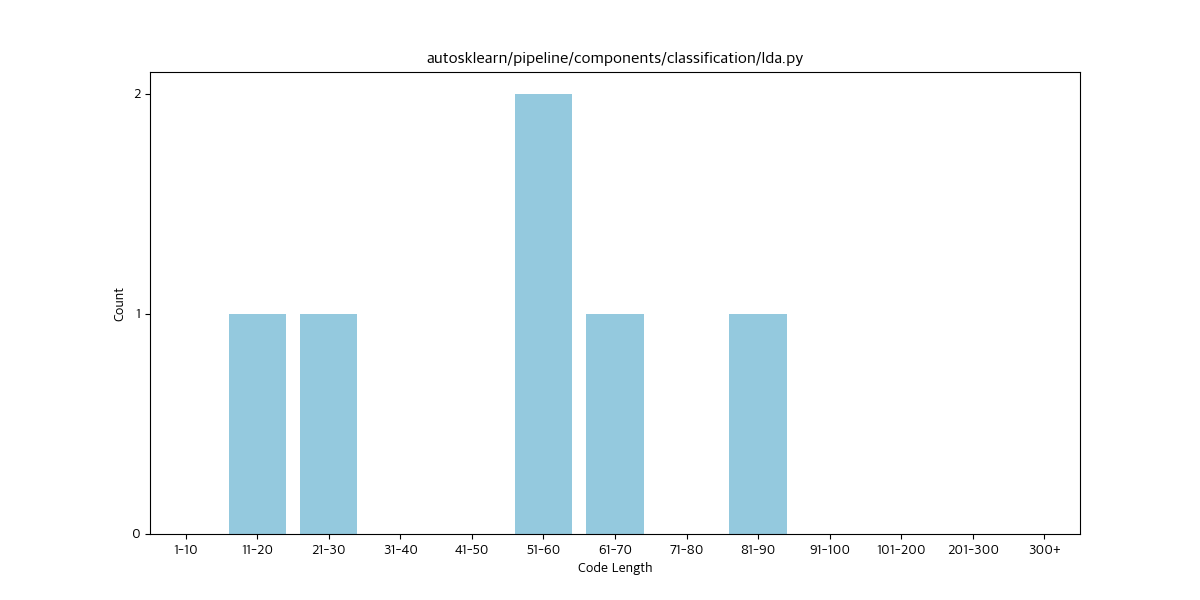 autosklearn/pipeline/components/classification/lda.py
2
1
0
Count
1-10 11-20 21-30 31-40 41-50 51-60 61-70 71-80 81-90 91-100 101-200 201-300 300+
Code Length